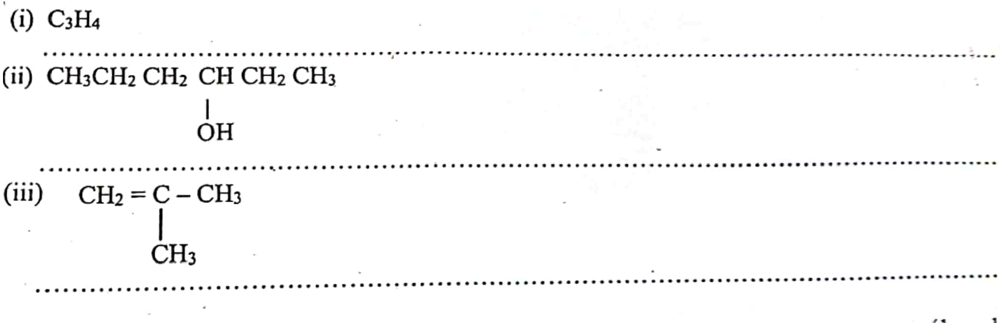 (i) C₃H₄
(ii) CH₃CH₂ CH₂ CH CH₂ CH₃
|
OH
(iii) CH₂ = C – CH₃
|
CH₃